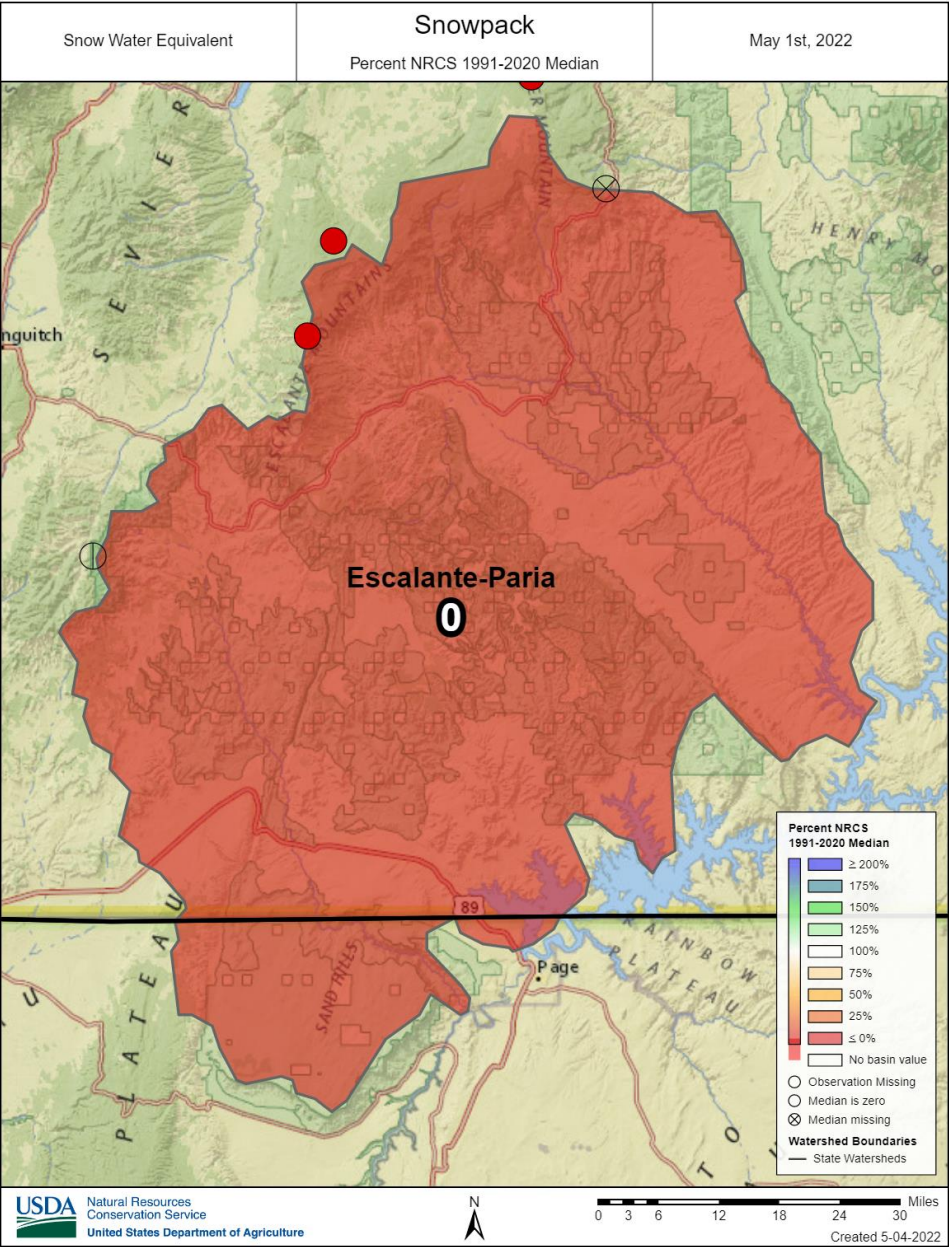 Snow Water Equivalent
Snowpack
Percent NRCS 1991-2020 Median
May 1st, 2022
SEVIER
MOUNTAIN
HENRY MO
nguitch
ESCALANT
MOUNTAINS
Escalante-Paria
0
89
PLATEAU
SAND HILLS
Page
RAINBOW
PLATEAU
U
T O
Percent NRCS
1991-2020 Median
≥ 200%
175%
150%
125%
100%
75%
50%
25%
≤ 0%
No basin value
Observation Missing
Median is zero
Median missing
Watershed Boundaries
State Watersheds
USDA
Natural Resources
Conservation Service
United States Department of Agriculture
N
Miles
0 3 6 12 18 24 30
Created 5-04-2022